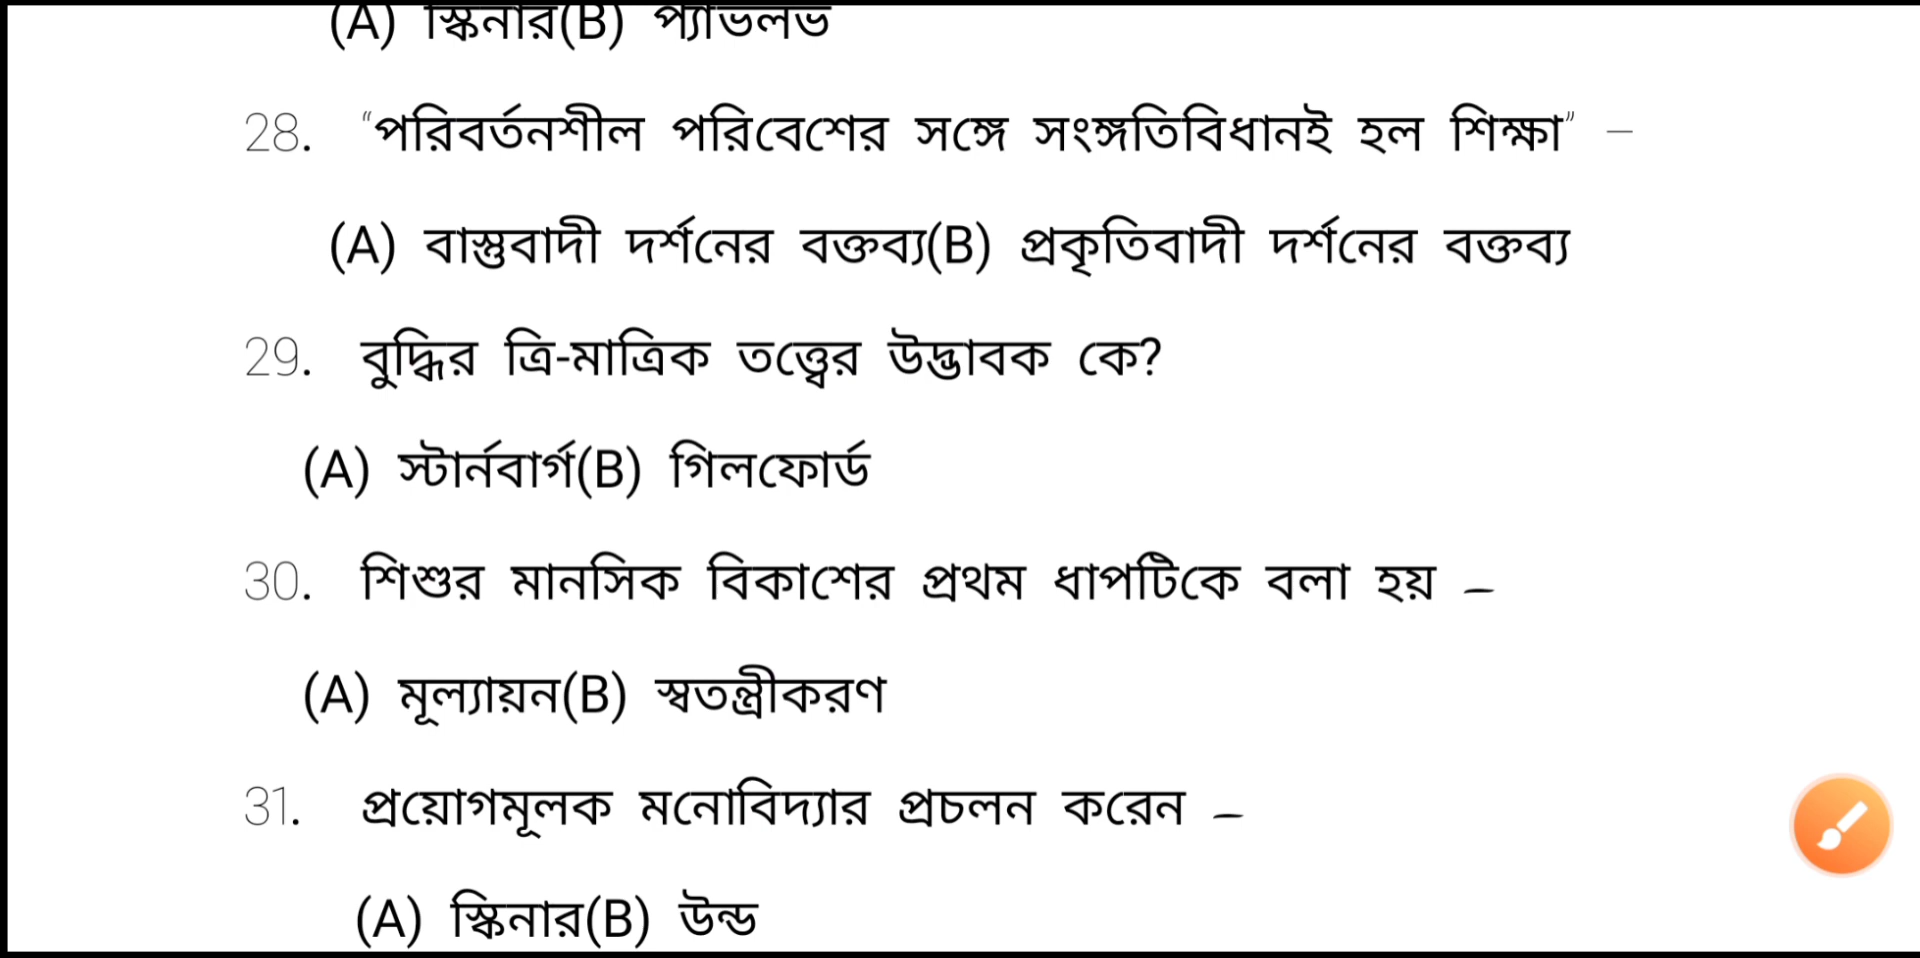 (A) স্কিনার(B) প্যাভলভ
28. “পরিবর্তনশীল পরিবেশের সঙ্গে সংঙ্গতিবিধানই হল শিক্ষা” –
(A) বাস্তুবাদী দর্শনের বক্তব্য(B) প্রকৃতিবাদী দর্শনের বক্তব্য
29. বুদ্ধির ত্রি-মাত্রিক তত্ত্বের উদ্ভাবক কে?
(A) স্টার্নবার্গ(B) গিলফোর্ড
30. শিশুর মানসিক বিকাশের প্রথম ধাপটিকে বলা হয় –
(A) মূল্যায়ন(B) স্বতন্ত্রীকরণ
31. প্রয়োগমূলক মনোবিদ্যার প্রচলন করেন –
(A) স্কিনার(B) উন্ড